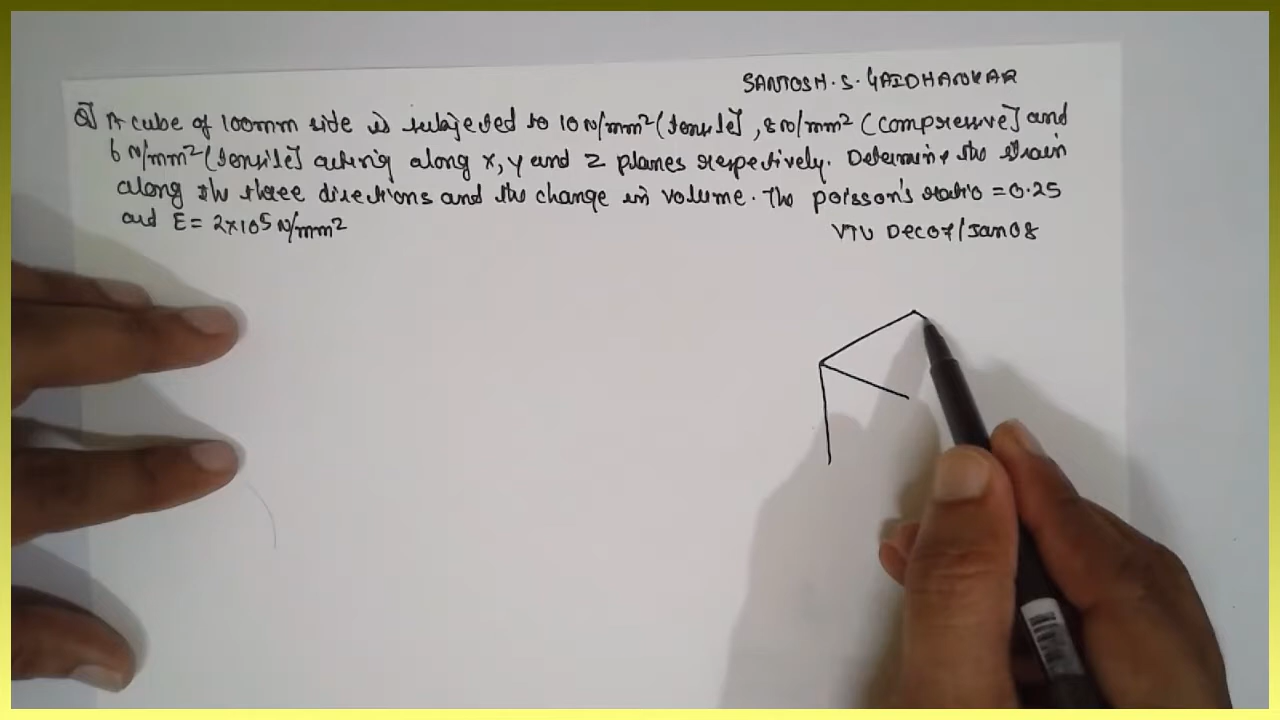 SANTOSH.S.GAIDHANKAR
Q] A cube of 100mm side is subjected to 10 N/mm² (tensile], 8 N/mm² (compressive] and
6 N/mm² (tensile] acting along x, y and z planes respectively. Determine the strain
along the three directions and the change in volume. The poisson's ratio = 0.25
and E = 2×10⁵ N/mm²
VTU Dec07/Jan08